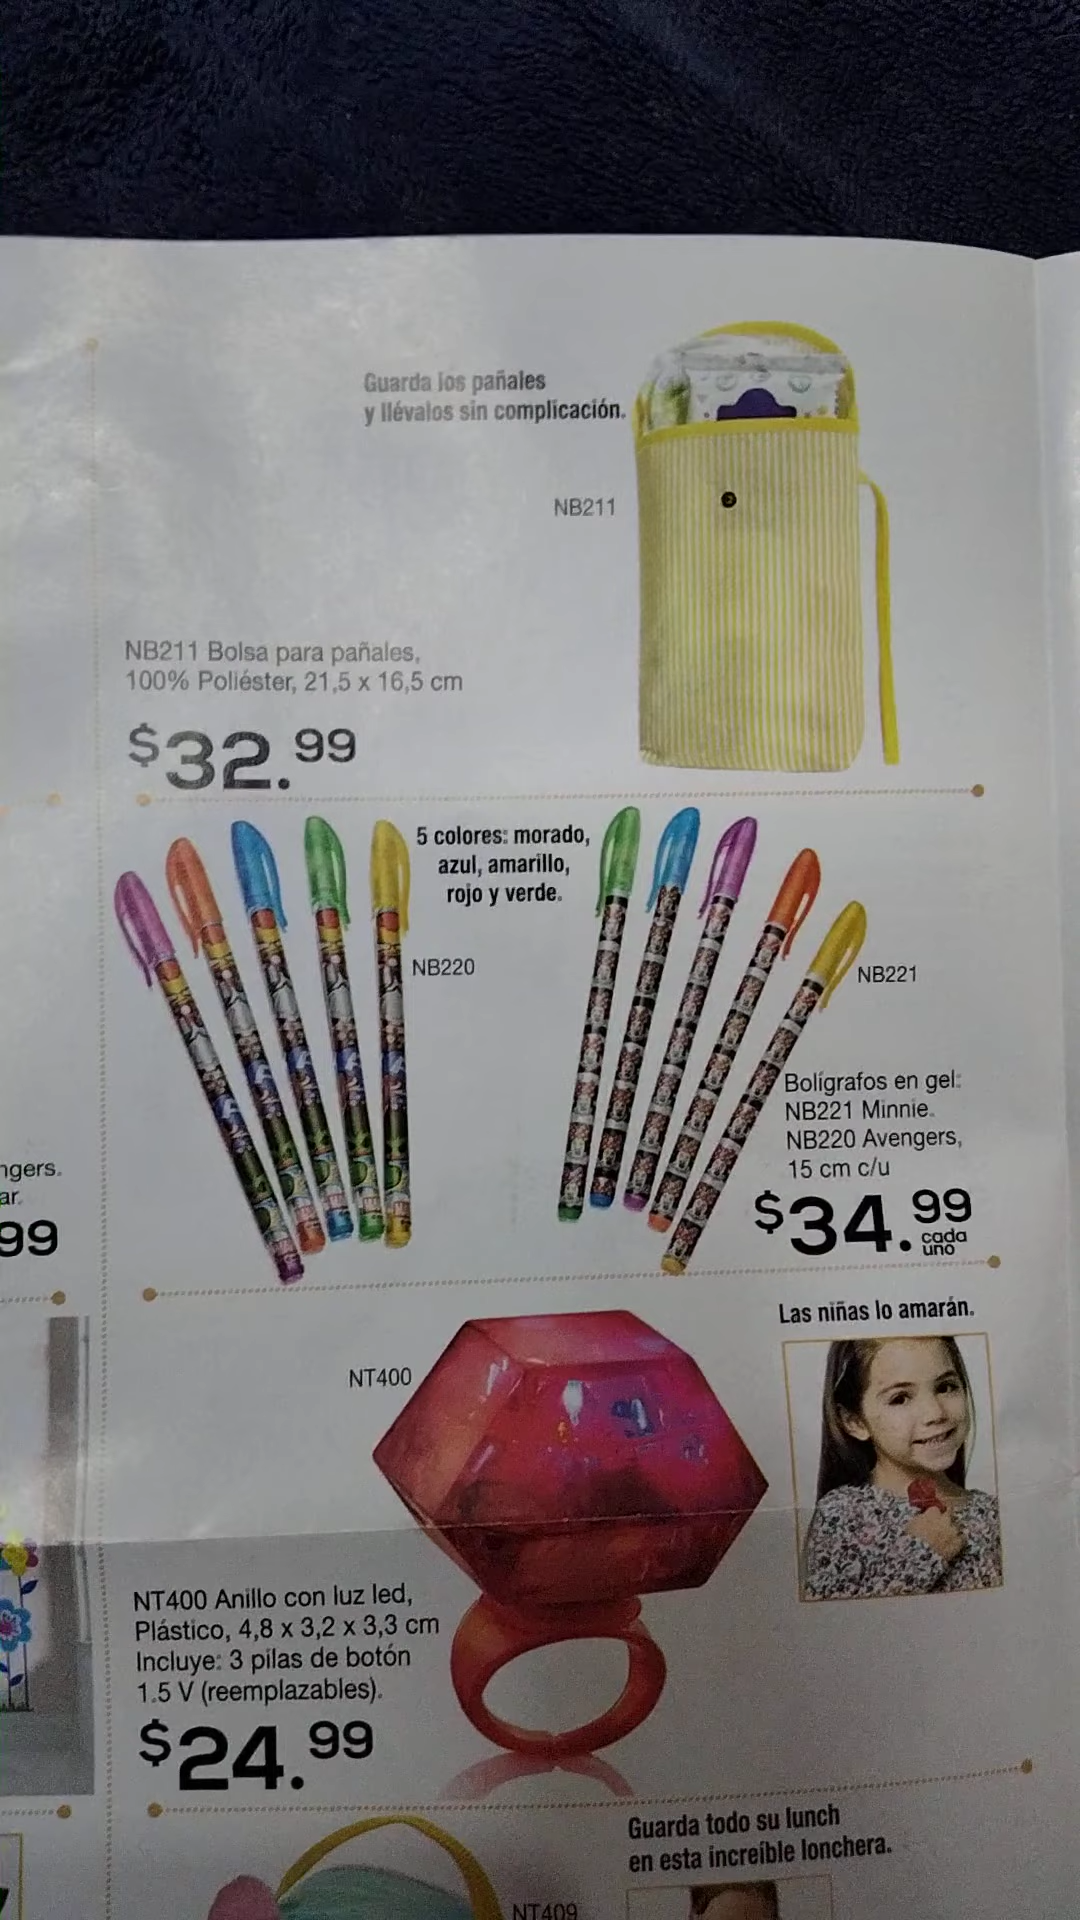 Guarda los pañales
y llévalos sin complicación.
NB211
NB211 Bolsa para pañales,
100% Poliéster, 21,5 x 16,5 cm
$32.99
5 colores: morado,
azul, amarillo,
rojo y verde.
NB220
NB221
Bolígrafos en gel:
NB221 Minnie.
NB220 Avengers,
15 cm c/u
$34.99
cada
uno
ngers.
ar.
99
Las niñas lo amarán.
NT400
NT400 Anillo con luz led,
Plástico, 4,8 x 3,2 x 3,3 cm
Incluye: 3 pilas de botón
1.5 V (reemplazables).
$24.99
Guarda todo su lunch
en esta increíble lonchera.
NT409